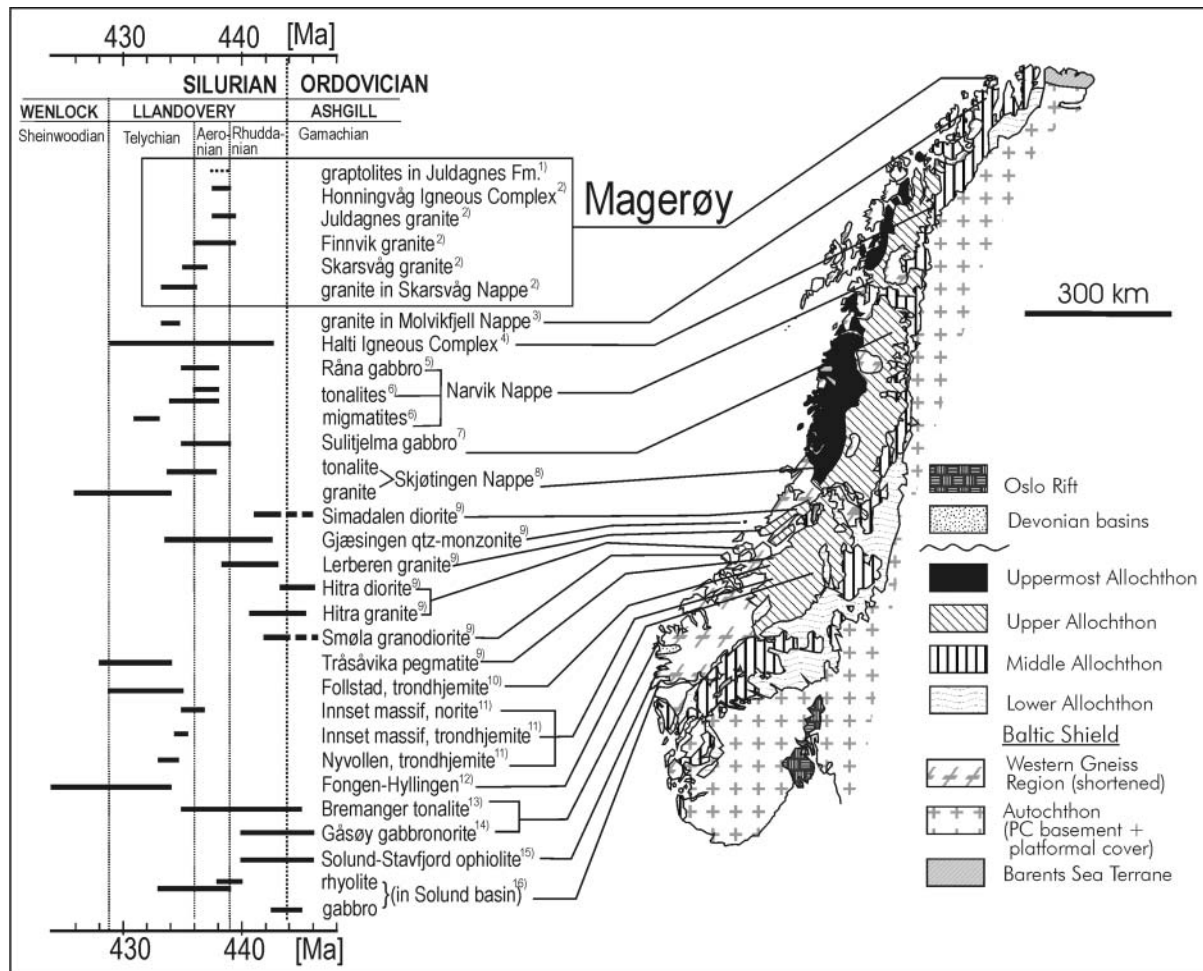 430 440 [Ma]
SILURIAN ORDOVICIAN
WENLOCK LLANDOVERY ASHGILL
Sheinwoodian Telychian Aero- Rhudda- Gamachian
nian nian
graptolites in Juldagnes Fm.1)
Honningvåg Igneous Complex2)
Juldagnes granite2)
Finnvik granite2)
Skarsvåg granite2)
granite in Skarsvåg Nappe2)
Magerøy
granite in Molvikfjell Nappe3)
Halti Igneous Complex4)
Råna gabbro5)
tonalites6)
Narvik Nappe
migmatites6)
Sulitjelma gabbro7)
tonalite
granite
Skjøtingen Nappe8)
Simadalen diorite9)
Gjæsingen qtz-monzonite9)
Lerberen granite9)
Hitra diorite9)
Hitra granite9)
Smøla granodiorite9)
Tråsåvika pegmatite9)
Follstad, trondhjemite10)
Innset massif, norite11)
Innset massif, trondhjemite11)
Nyvollen, trondhjemite11)
Fongen-Hyllingen12)
Bremanger tonalite13)
Gåsøy gabbronorite14)
Solund-Stavfjord ophiolite15)
rhyolite
(in Solund basin)16)
gabbro
430 440 [Ma]
300 km
Oslo Rift
Devonian basins
Uppermost Allochthon
Upper Allochthon
Middle Allochthon
Lower Allochthon
Baltic Shield
Western Gneiss
Region (shortened)
Autochthon
(PC basement +
platformal cover)
Barents Sea Terrane